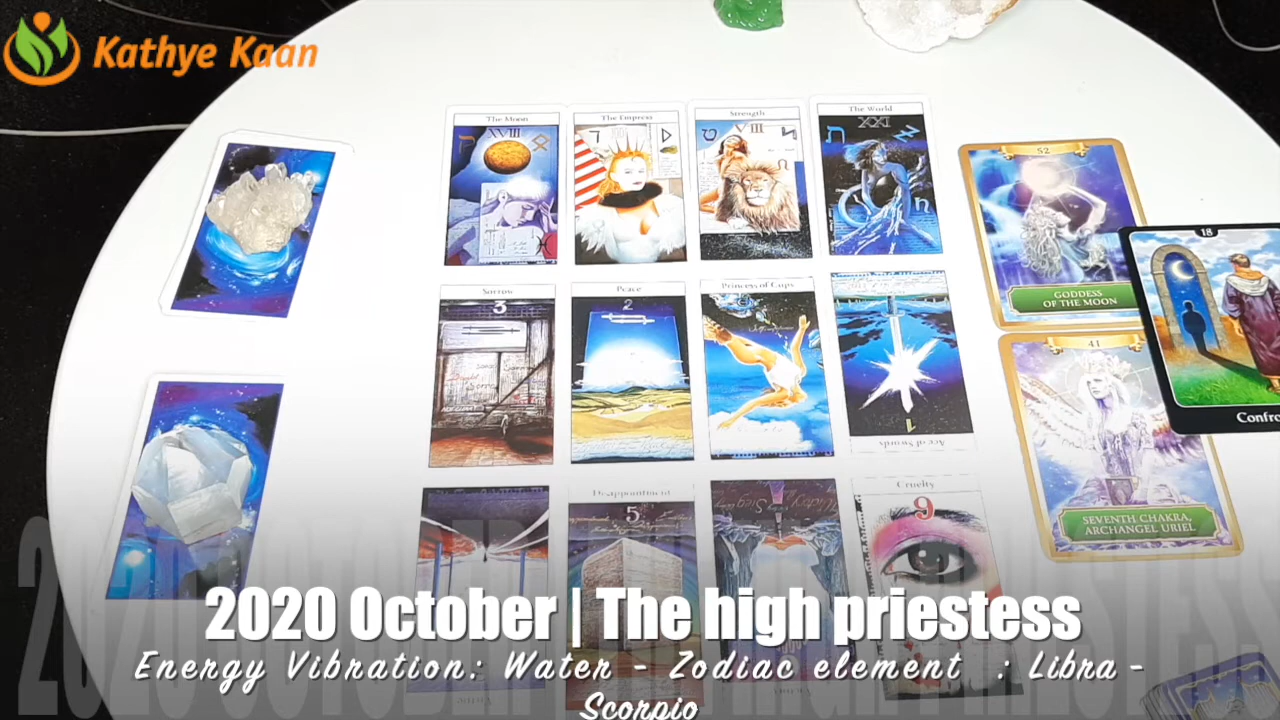 Kathye Kaan
The Moon
XVIII
The Empress
Strength
VIII
The World
XXI
52
GODDESS
OF THE MOON
18
Confro
Sorrow
3
Peace
2
Princess of Cups
Ace of Swords
41
SEVENTH CHAKRA,
ARCHANGEL URIEL
Disappointment
5
Cruelty
9
2020 October | The high priestess
Energy Vibration: Water - Zodiac element : Libra -
Scorpio